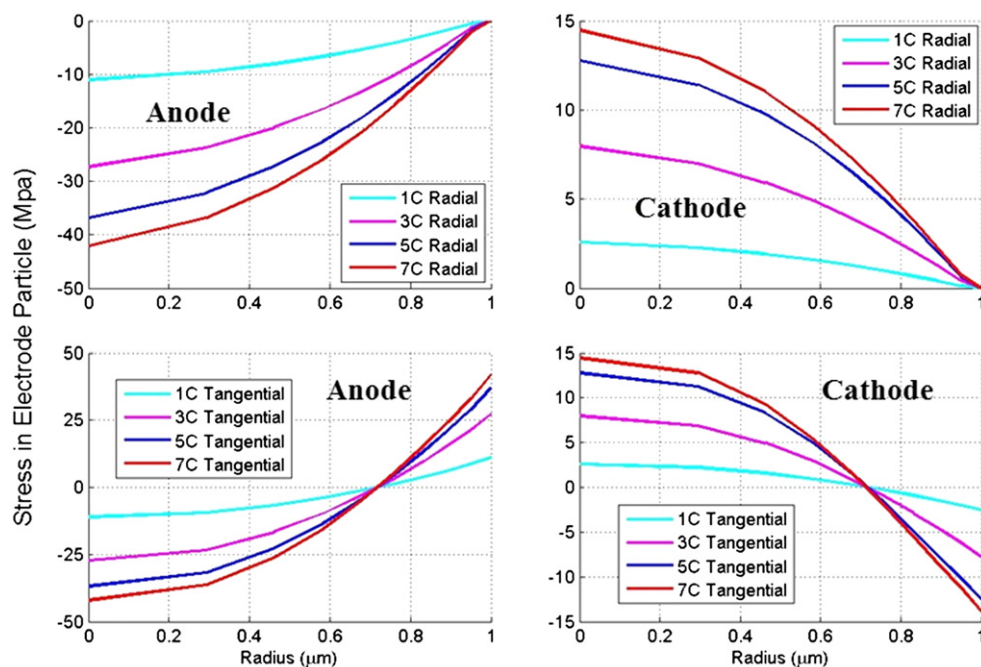 Stress in Electrode Particle (Mpa)
0
-10
-20
-30
-40
-50
0 0.2 0.4 0.6 0.8 1
Anode
1C Radial
3C Radial
5C Radial
7C Radial
15
10
5
0
0 0.2 0.4 0.6 0.8 1
Cathode
1C Radial
3C Radial
5C Radial
7C Radial
50
25
0
-25
-50
0 0.2 0.4 0.6 0.8 1
Radius (μm)
Anode
1C Tangential
3C Tangential
5C Tangential
7C Tangential
15
10
5
0
-5
-10
-15
0 0.2 0.4 0.6 0.8 1
Radius (μm)
Cathode
1C Tangential
3C Tangential
5C Tangential
7C Tangential